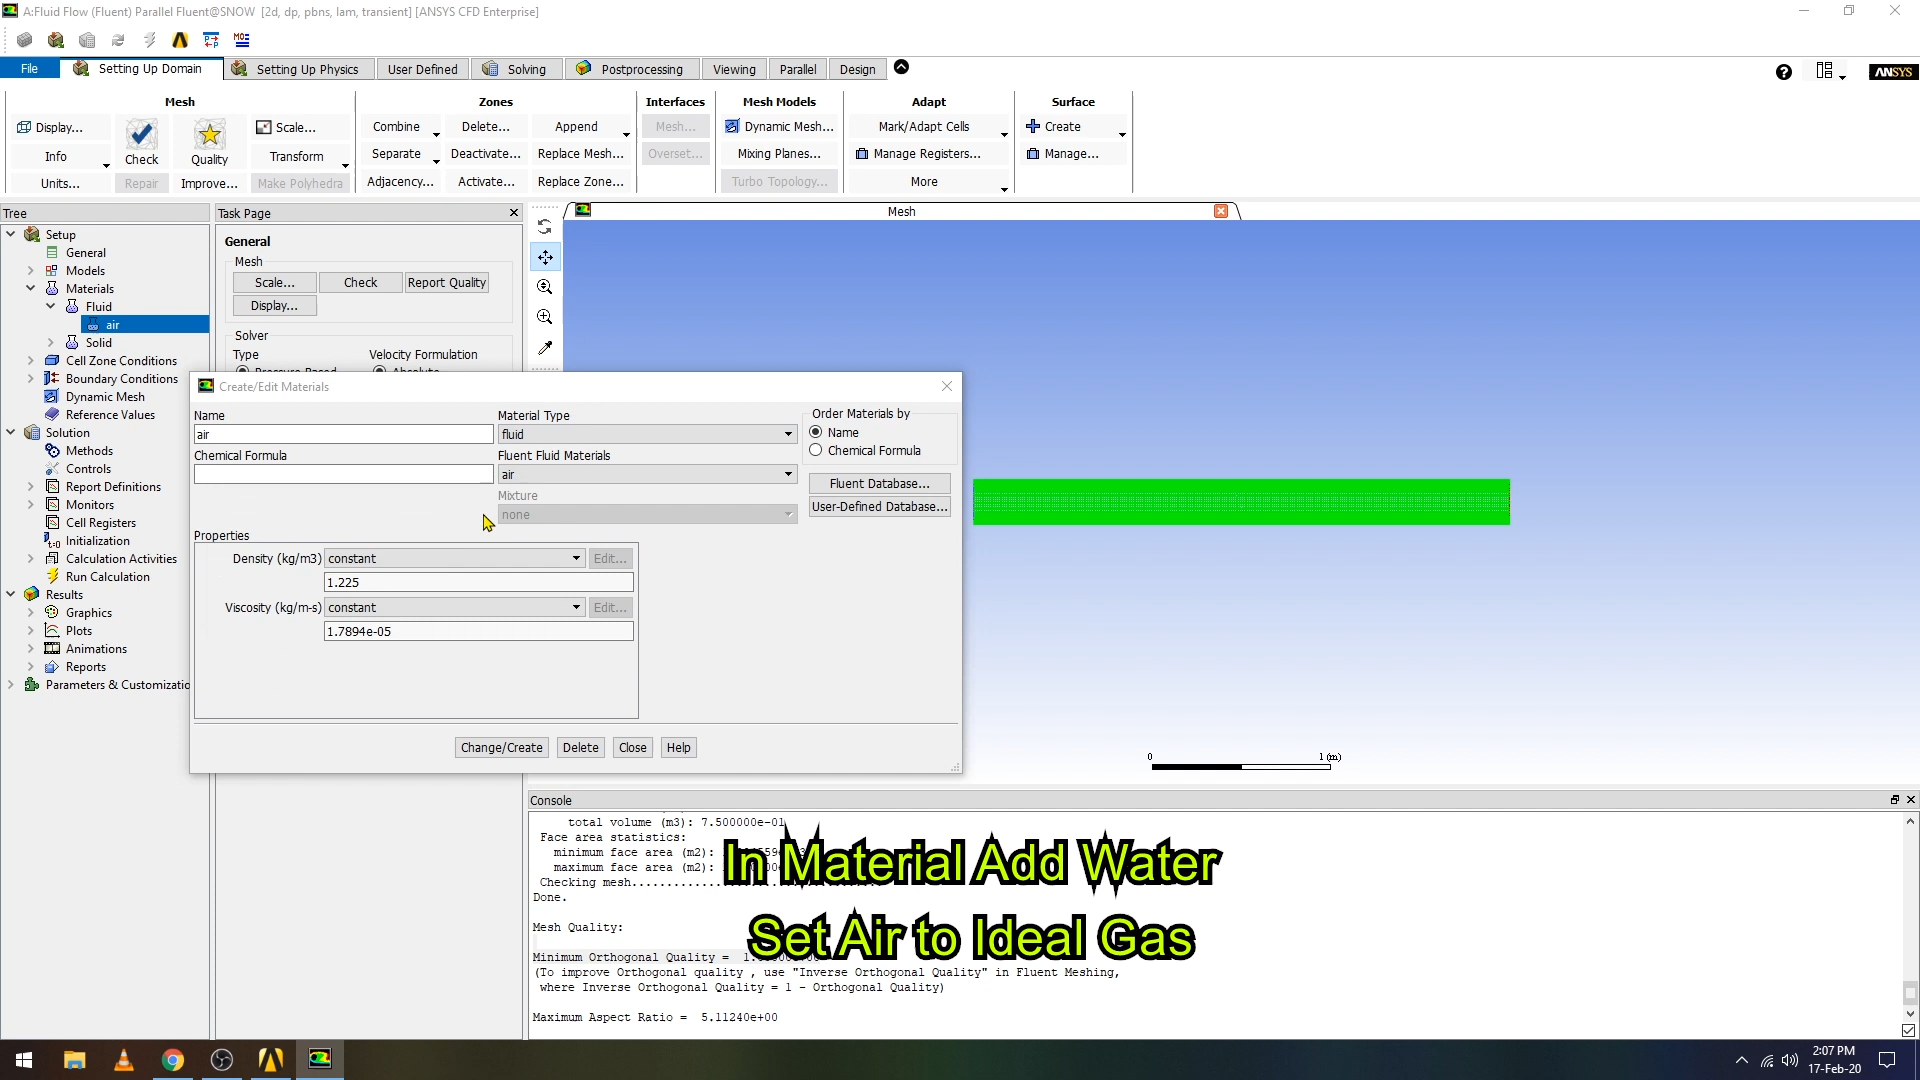 A:Fluid Flow (Fluent) Parallel Fluent@SNOW [2d, dp, pbns, lam, transient] [ANSYS CFD Enterprise]
File
Setting Up Domain
Setting Up Physics
User Defined
Solving
Postprocessing
Viewing
Parallel
Design
ANSYS
Mesh
Zones
Interfaces
Mesh Models
Adapt
Surface
Display...
Scale...
Combine
Delete...
Append
Mesh...
Dynamic Mesh...
Mark/Adapt Cells
Create
Info
Check
Quality
Transform
Separate
Deactivate...
Replace Mesh...
Overset...
Mixing Planes...
Manage Registers...
Manage...
Units...
Repair
Improve...
Make Polyhedra
Adjacency...
Activate...
Replace Zone...
Turbo Topology...
More
Tree
Setup
General
Models
Materials
Fluid
air
Solid
Cell Zone Conditions
Boundary Conditions
Dynamic Mesh
Reference Values
Solution
Methods
Controls
Report Definitions
Monitors
Cell Registers
Initialization
Calculation Activities
Run Calculation
Results
Graphics
Plots
Animations
Reports
Parameters & Customizatio
Task Page
General
Mesh
Scale...
Check
Report Quality
Display...
Solver
Type
Velocity Formulation
Mesh
Create/Edit Materials
Name
air
Chemical Formula
Material Type
fluid
Fluent Fluid Materials
air
Mixture
none
Order Materials by
Name
Chemical Formula
Fluent Database...
User-Defined Database...
Properties
Density (kg/m3)
constant
Edit...
1.225
Viscosity (kg/m-s)
constant
Edit...
1.7894e-05
Change/Create
Delete
Close
Help
0
1 (m)
Console
total volume (m3): 7.500000e-01
Face area statistics:
minimum face area (m2):
maximum face area (m2):
Checking mesh
Done.
Mesh Quality:
Minimum Orthogonal Quality =
(To improve Orthogonal quality , use "Inverse Orthogonal Quality" in Fluent Meshing,
where Inverse Orthogonal Quality = 1 - Orthogonal Quality)
Maximum Aspect Ratio = 5.11240e+00
In Material Add Water
Set Air to Ideal Gas
2:07 PM
17-Feb-20